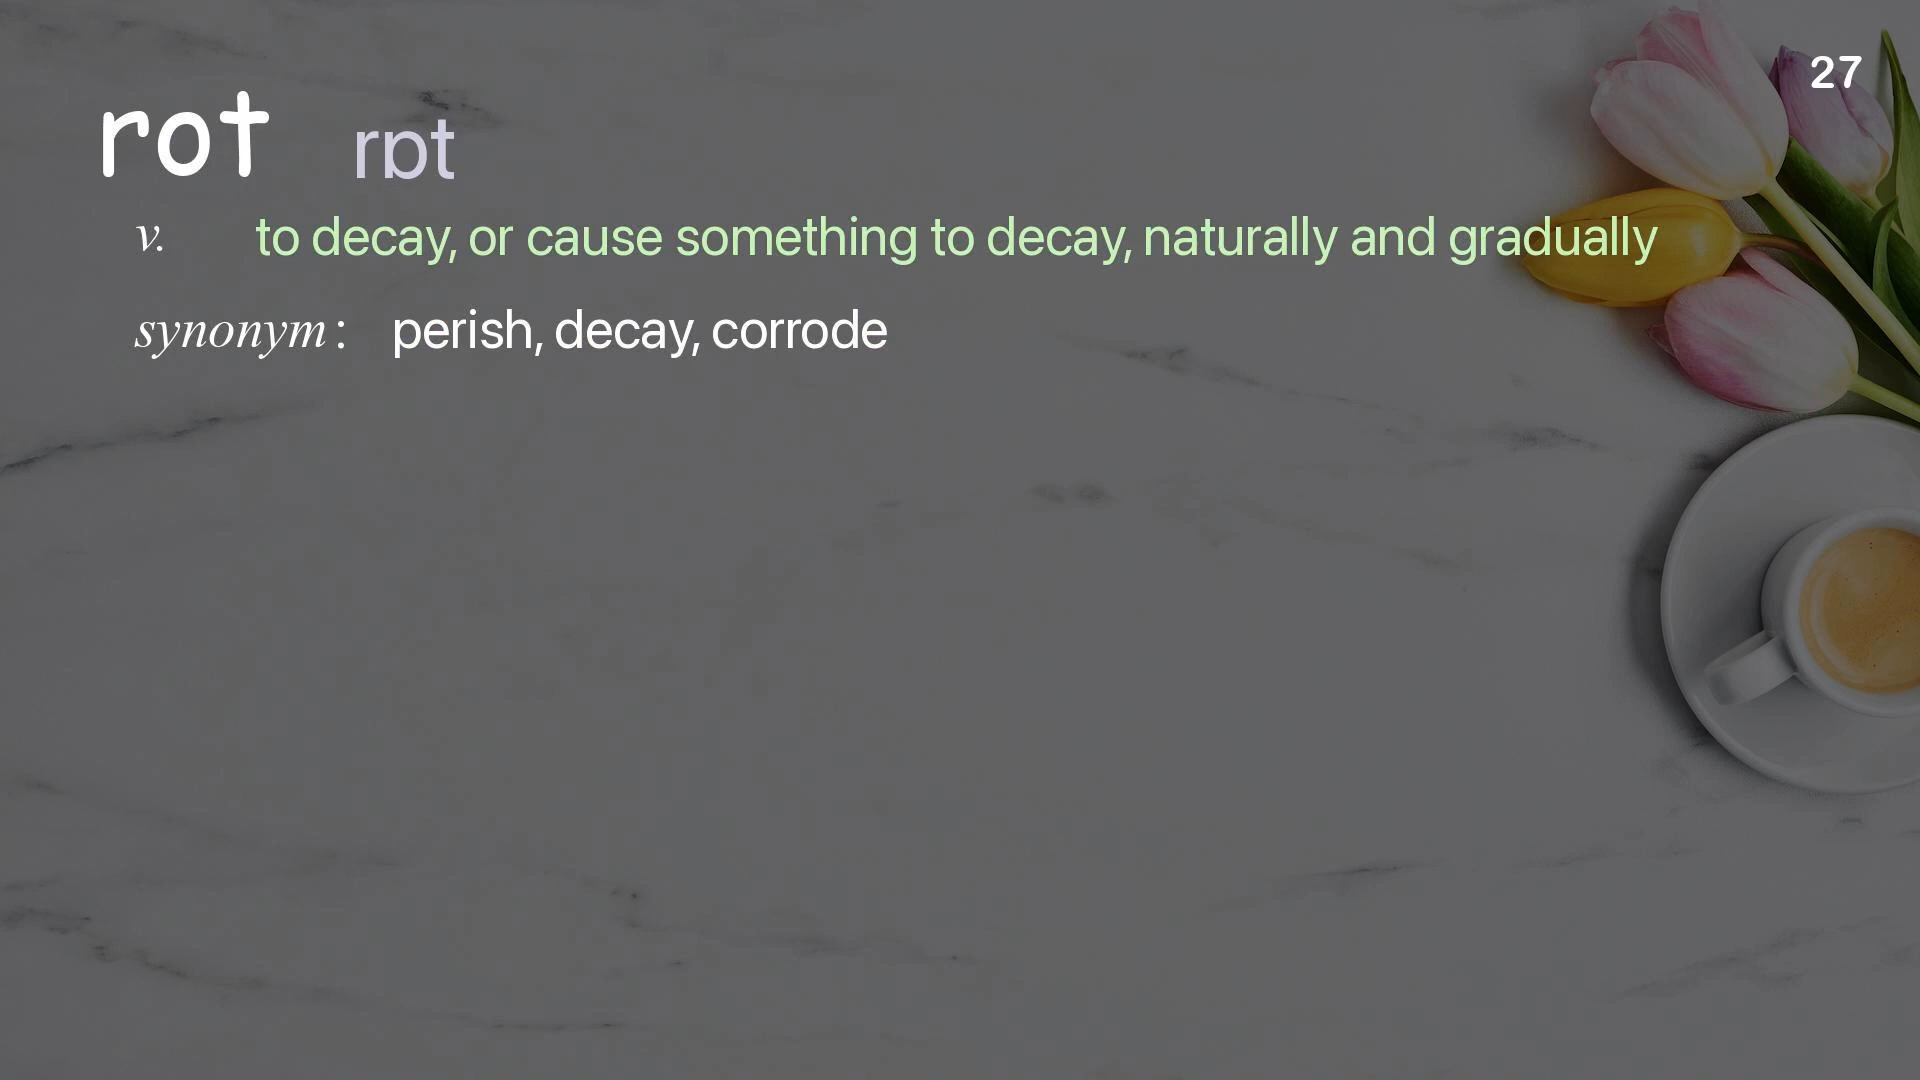 27
rot rɒt
v. to decay, or cause something to decay, naturally and gradually
synonym : perish, decay, corrode